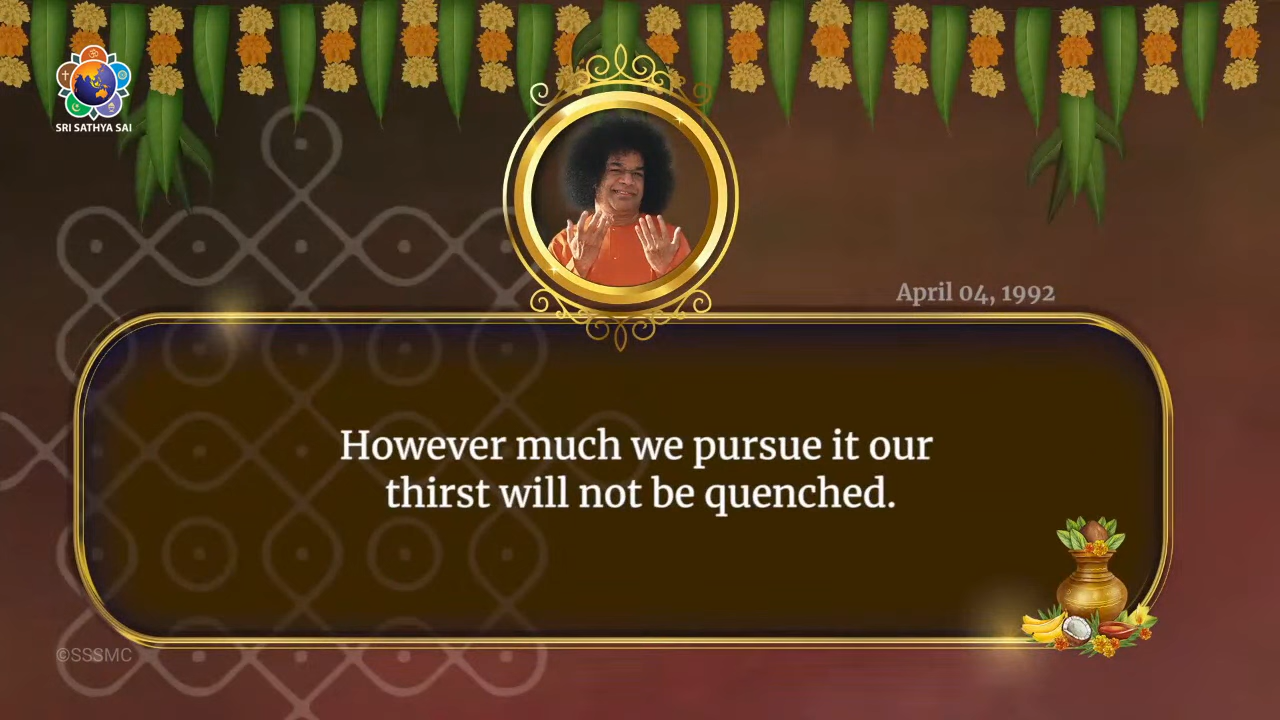 SRI SATHYA SAI
April 04, 1992
However much we pursue it our
thirst will not be quenched.
©SSSMC